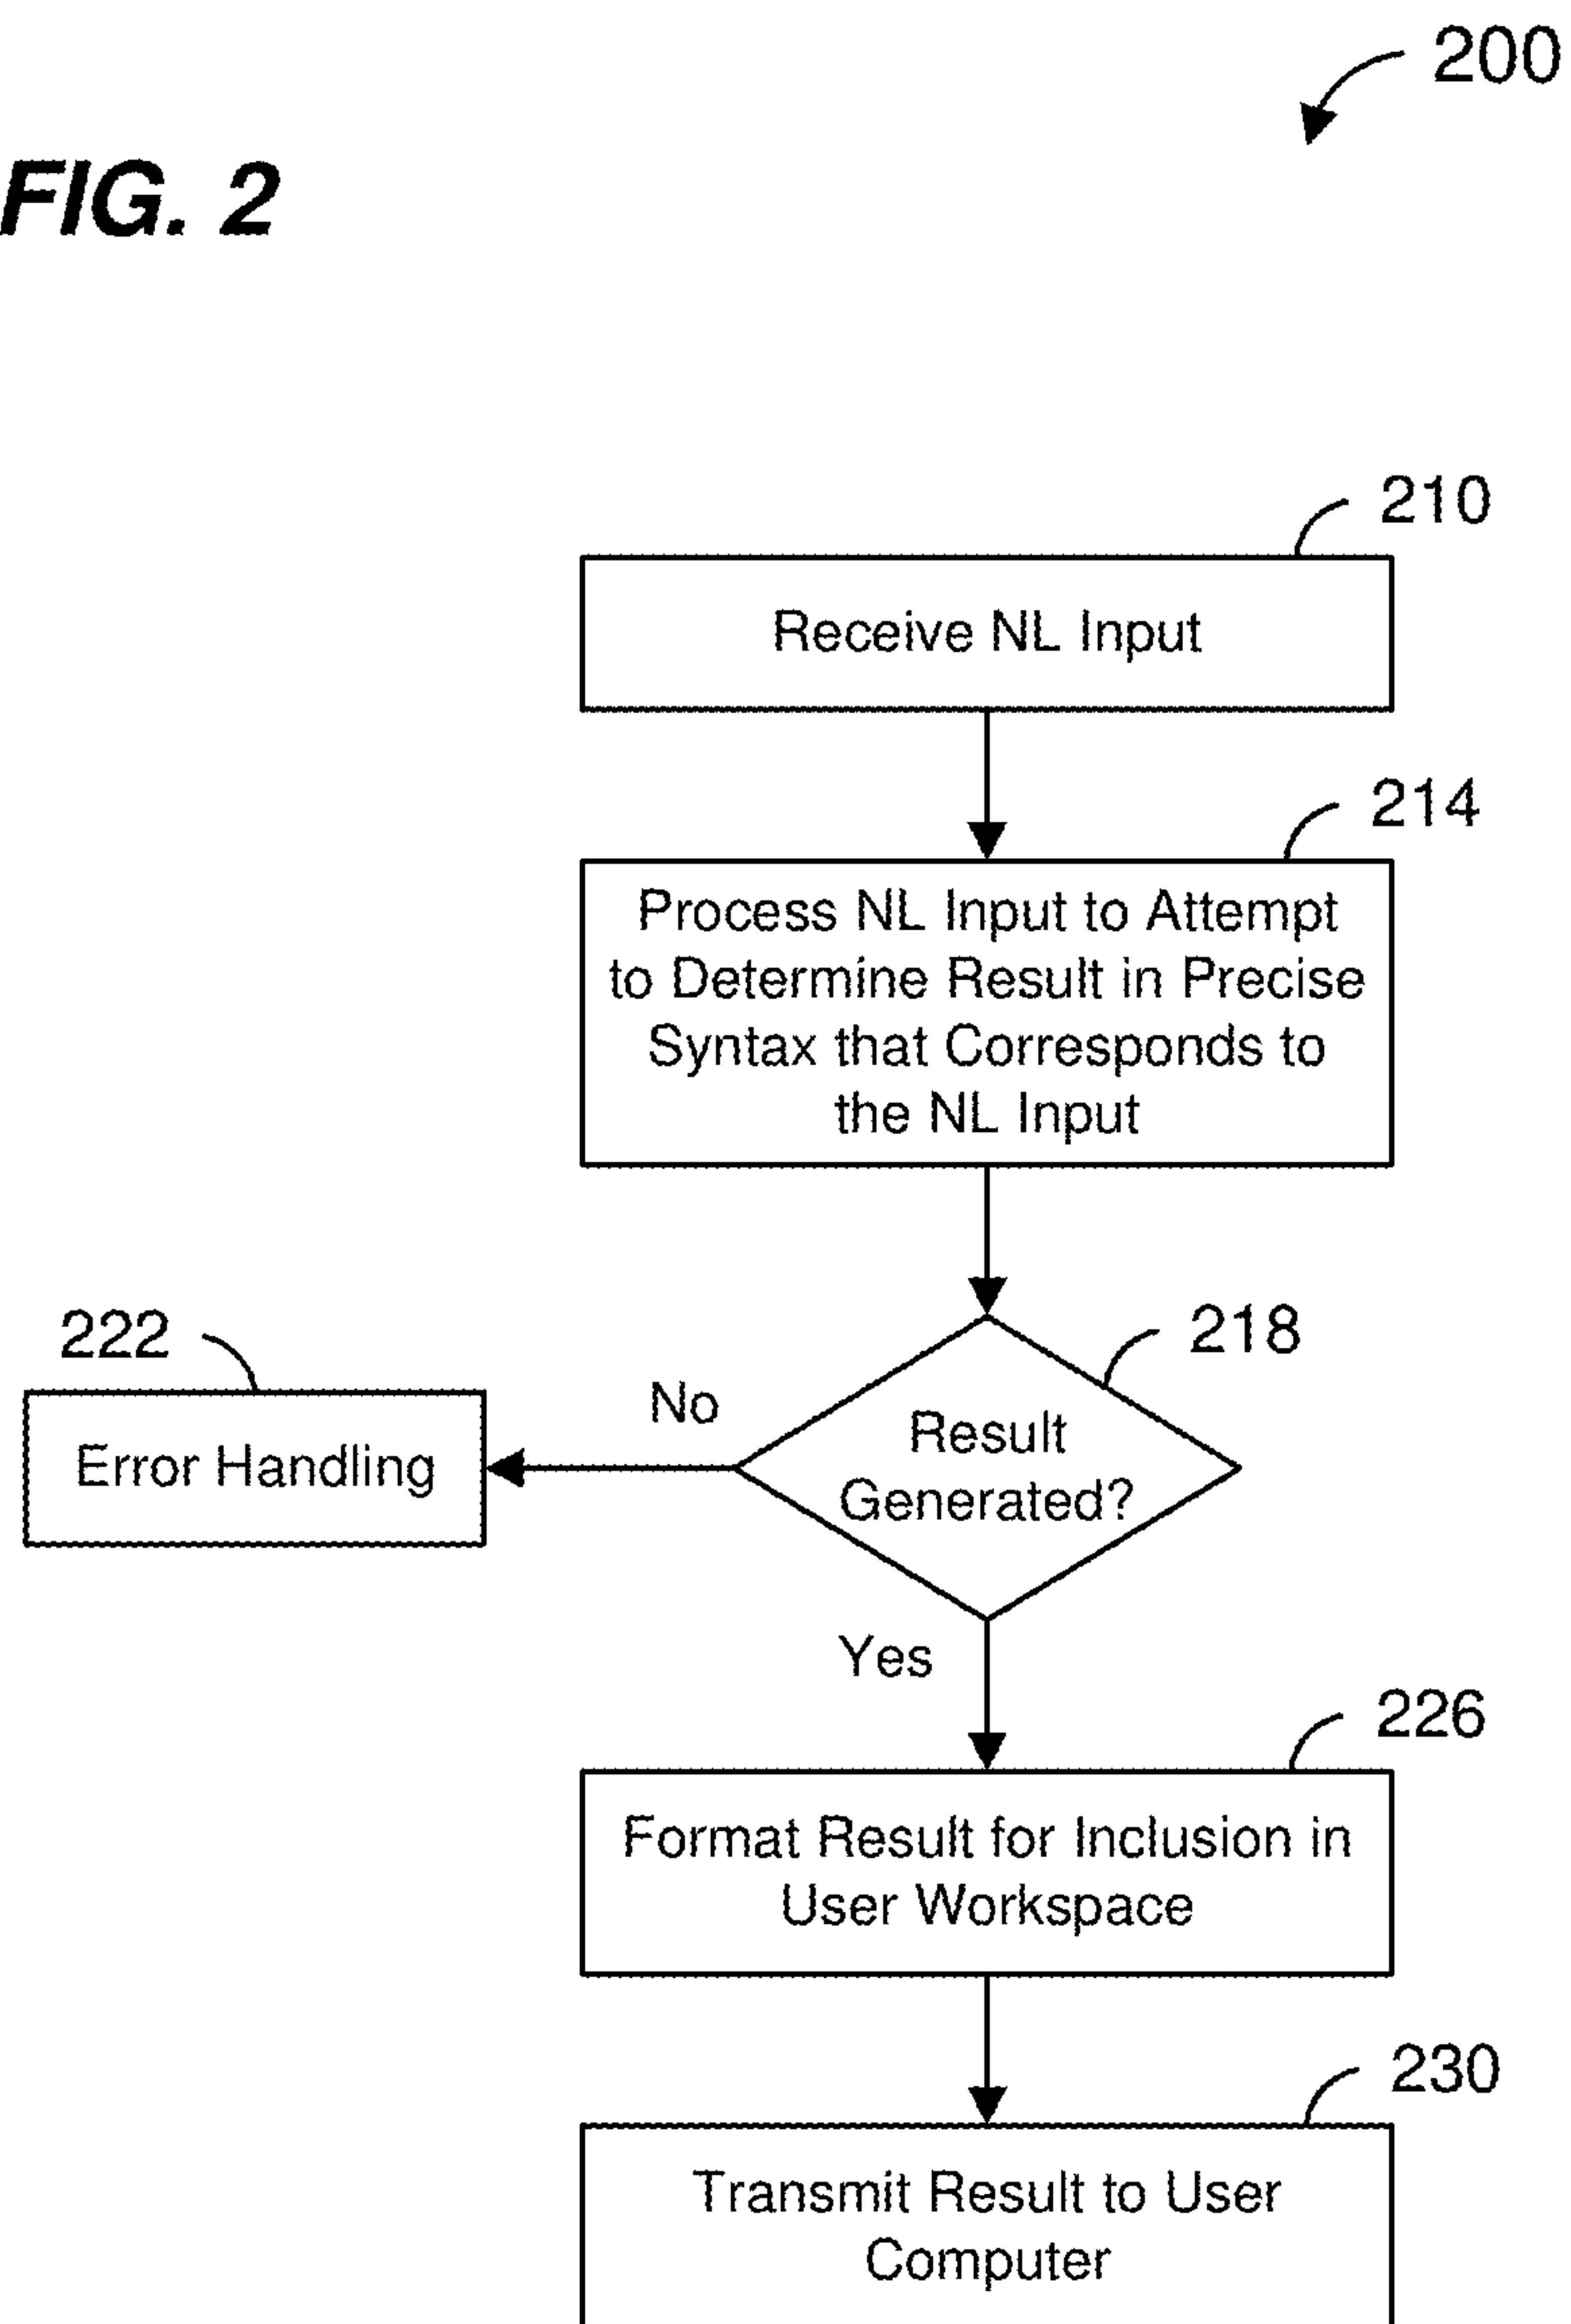 200
FIG. 2
210
Receive NL Input
214
Process NL Input to Attempt
to Determine Result in Precise
Syntax that Corresponds to
the NL Input
222
218
No
Result
Generated?
Error Handling
Yes
226
Format Result for Inclusion in
User Workspace
230
Transmit Result to User
Computer